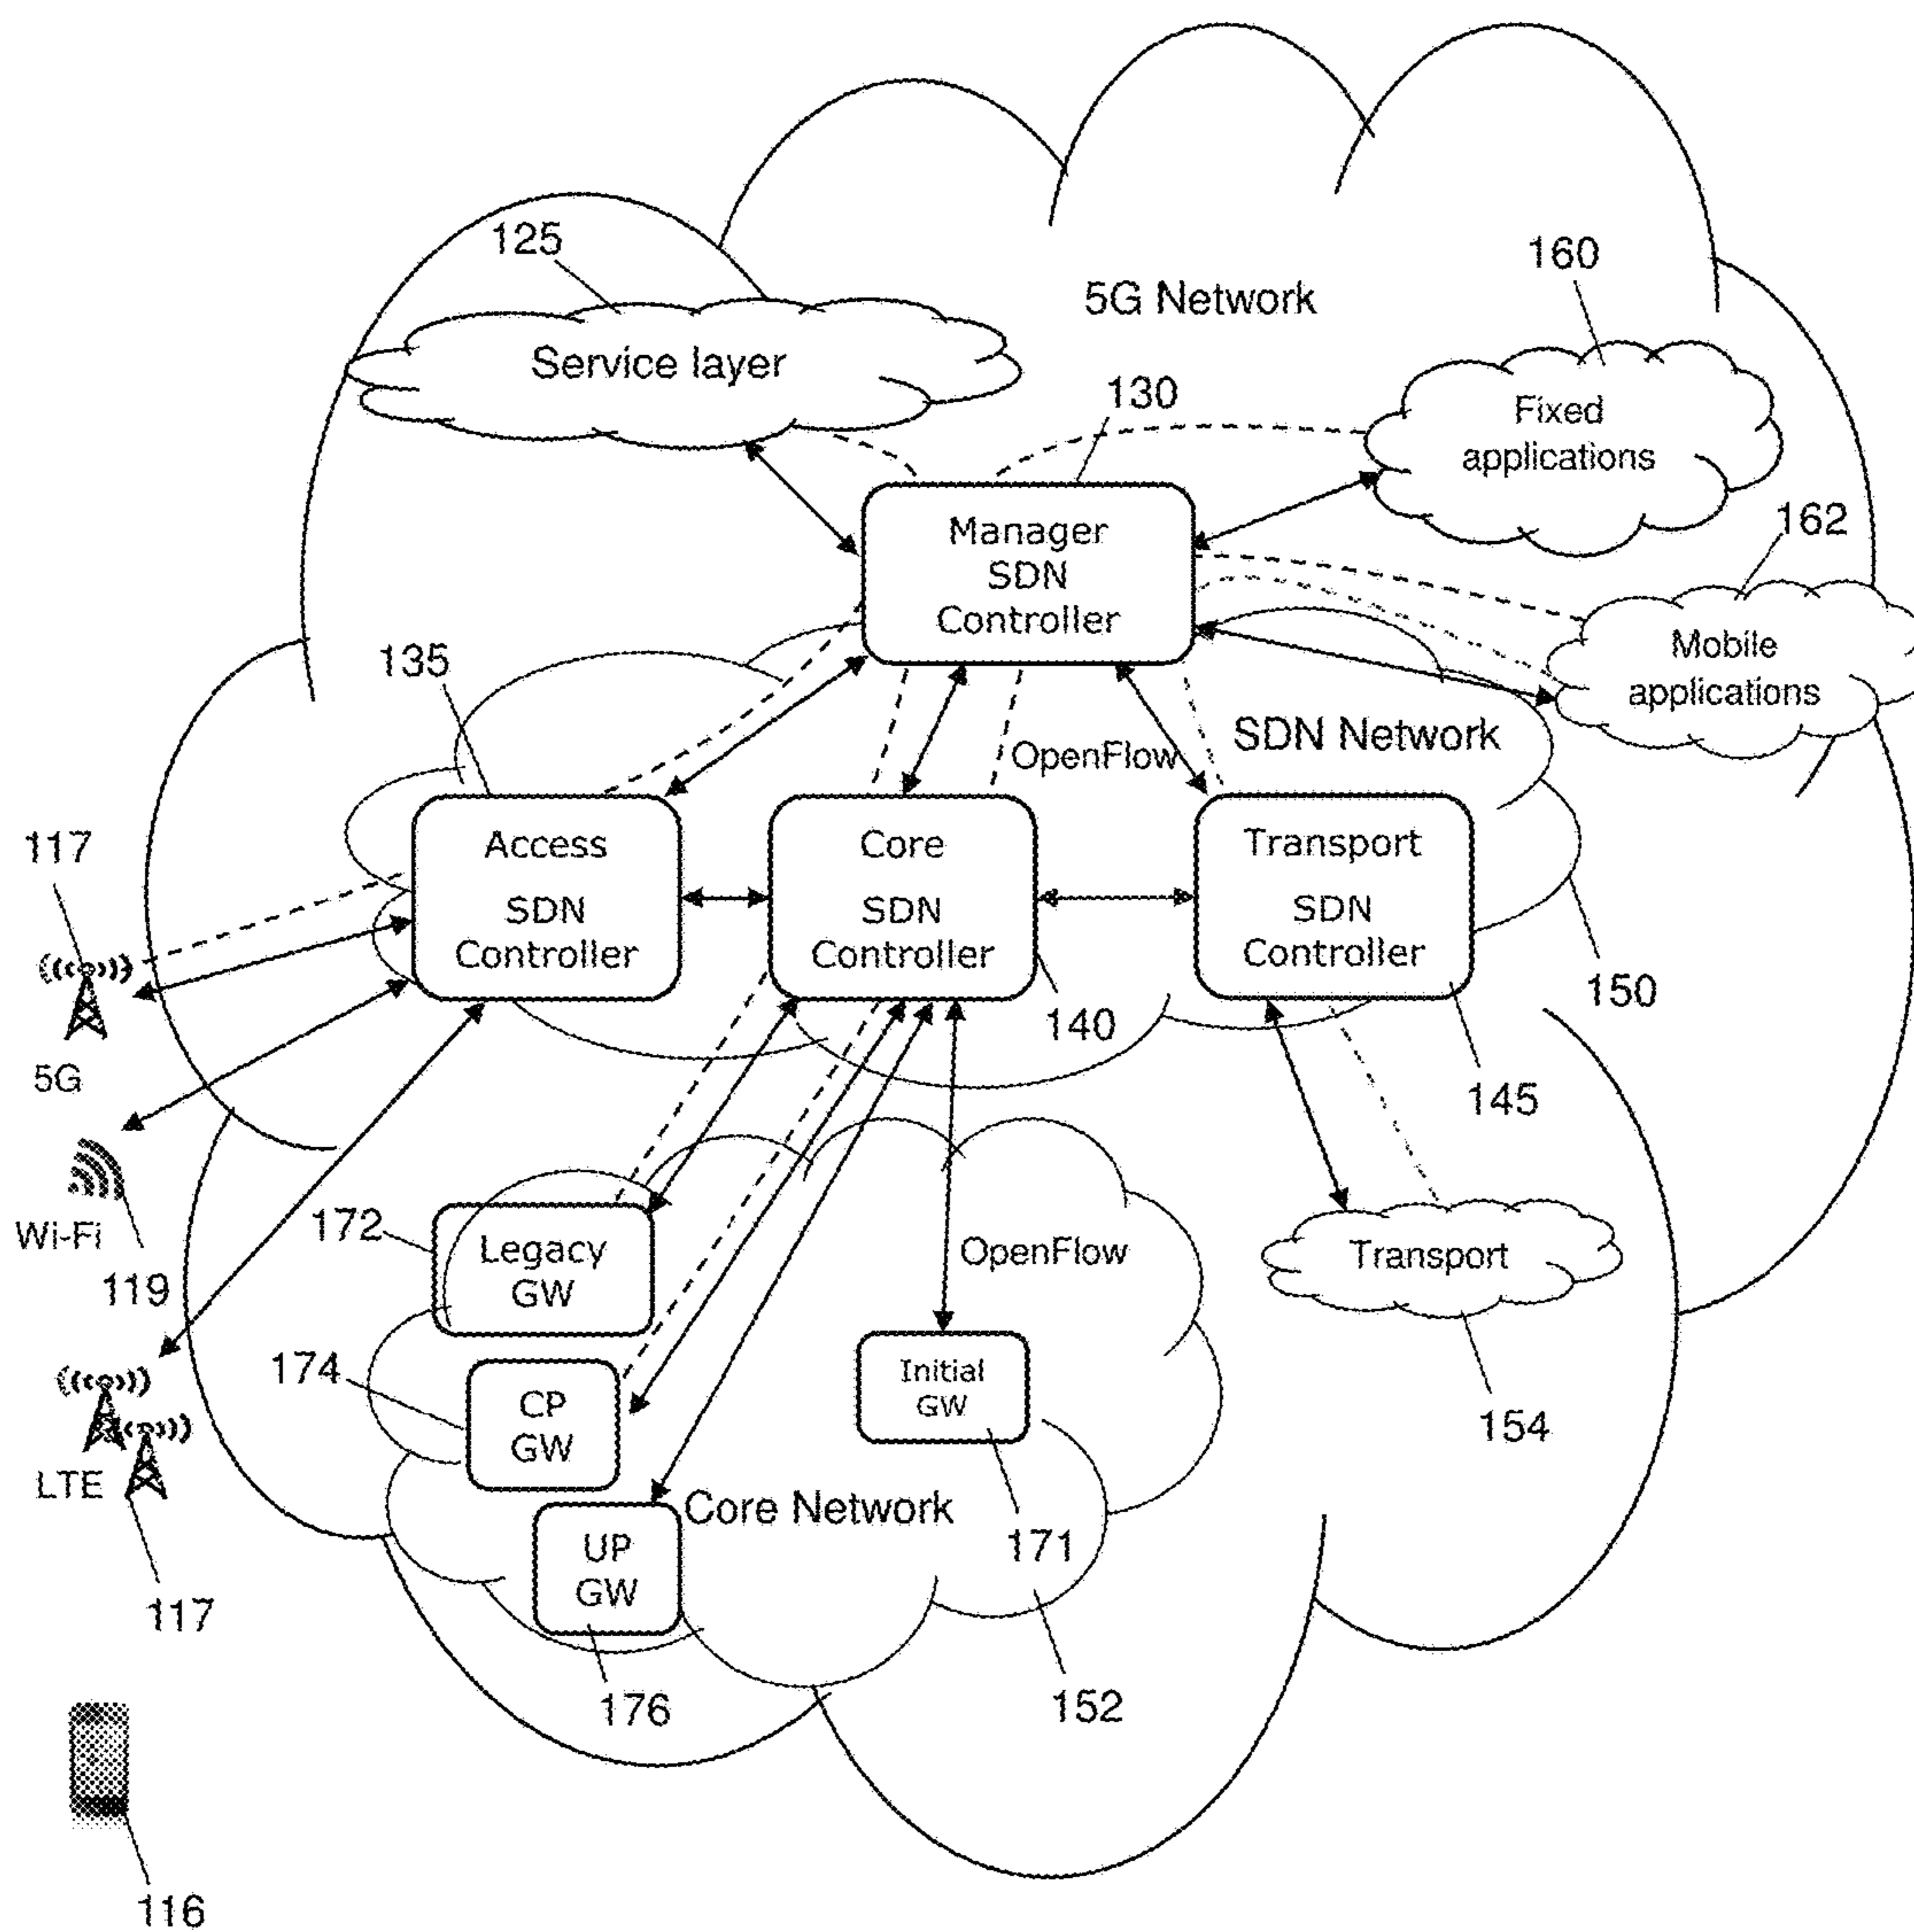 125
160
5G Network
Service layer
130
Fixed
applications
Manager
SDN
Controller
162
Mobile
applications
135
SDN Network
OpenFlow
117
Access
SDN
Controller
Core
SDN
Controller
Transport
SDN
Controller
150
140
5G
145
172
Wi-Fi
Legacy
GW
OpenFlow
Transport
119
174
CP
GW
Initial
GW
154
LTE
Core Network
171
UP
GW
117
176
152
116